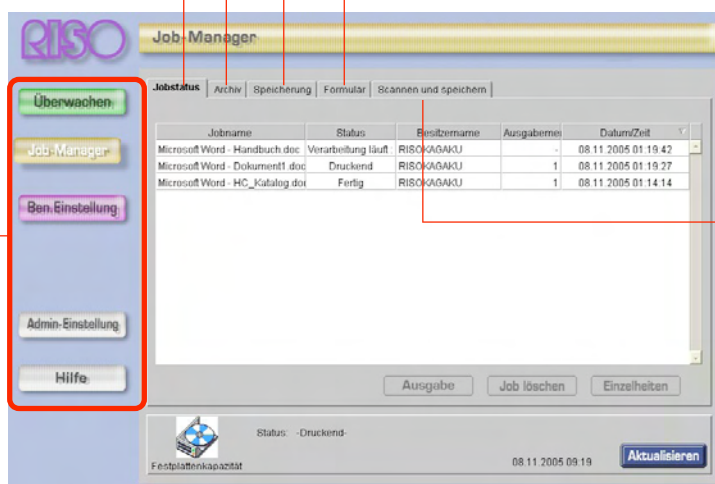 RISO
Job-Manager
Überwachen
Job-Manager
Ben.Einstellung
Admin-Einstellung
Hilfe
Jobstatus Archiv Speicherung Formular Scannen und speichern
Jobname Status Besitzername Ausgabemen Datum/Zeit
Microsoft Word - Handbuch.doc Verarbeitung läuft RISOKAGAKU - 08.11.2005 01:19:42
Microsoft Word - Dokument1.doc Druckend RISOKAGAKU 1 08.11.2005 01:19:27
Microsoft Word - HC_Katalog.doc Fertig RISOKAGAKU 1 08.11.2005 01:14:14
Ausgabe Job löschen Einzelheiten
Status: -Druckend-
Festplattenkapazität
08.11.2005 09:19
Aktualisieren